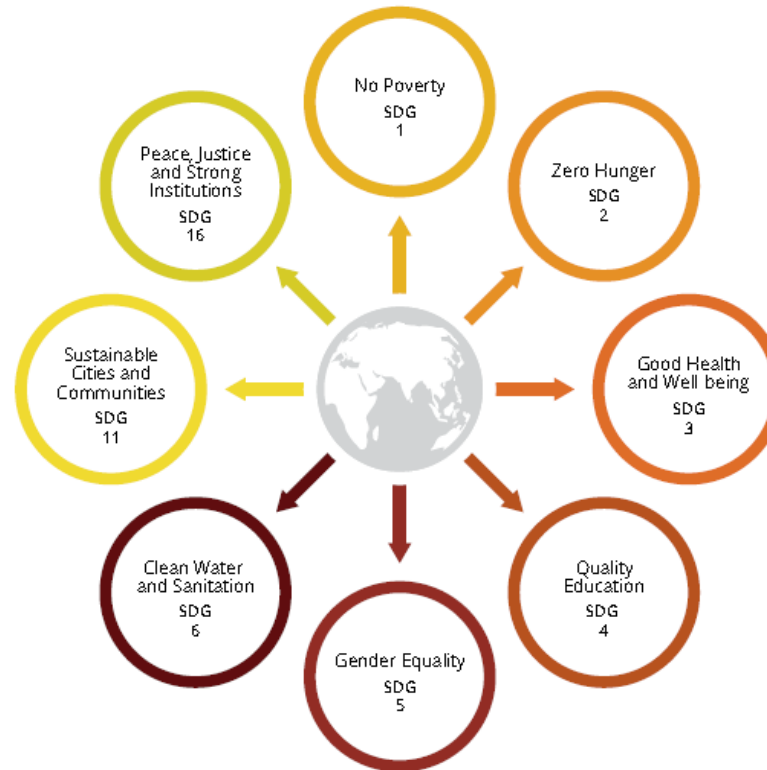 No Poverty
SDG
1
Zero Hunger
SDG
2
Good Health
and Well being
SDG
3
Quality
Education
SDG
4
Gender Equality
SDG
5
Clean Water
and Sanitation
SDG
6
Sustainable
Cities and
Communities
SDG
11
Peace, Justice
and Strong
Institutions
SDG
16